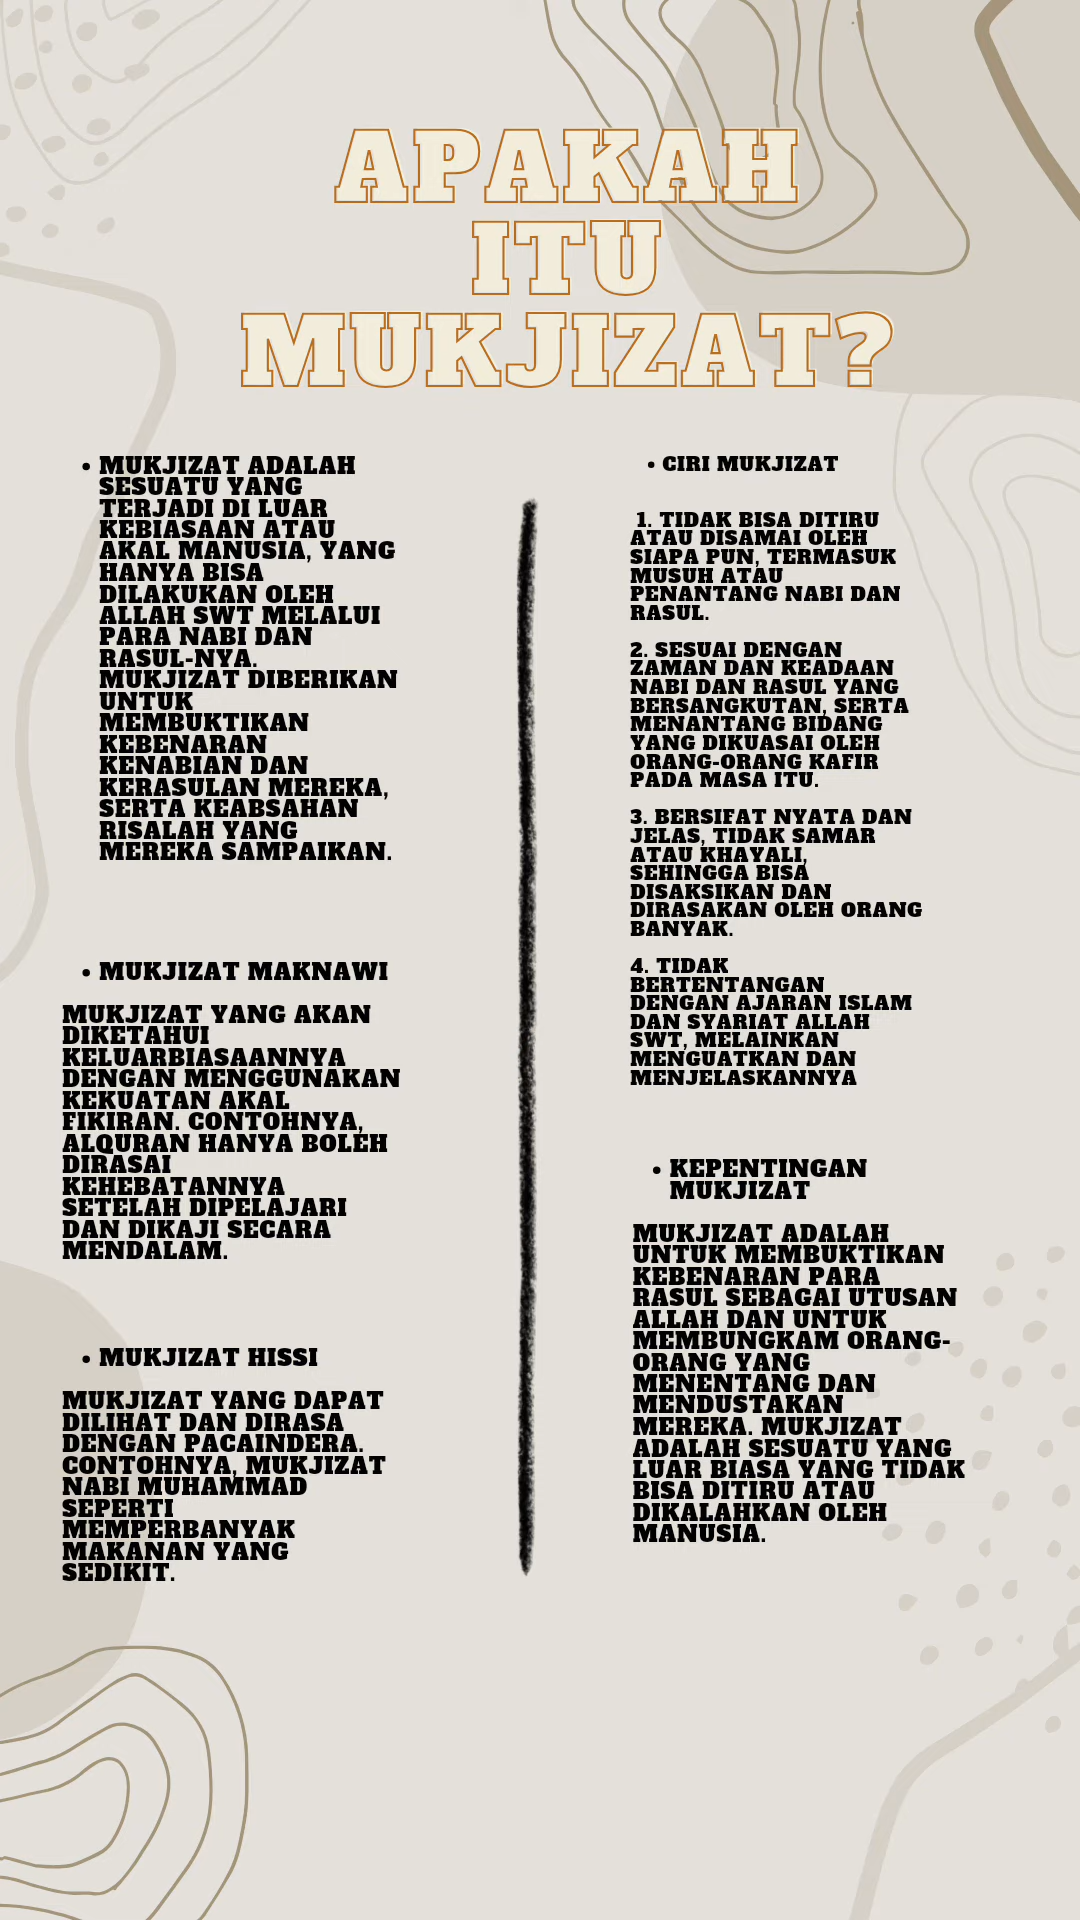 APAKAH
ITU
MUKJIZAT?
• MUKJIZAT ADALAH
SESUATU YANG
TERJADI DI LUAR
KEBIASAAN ATAU
AKAL MANUSIA, YANG
HANYA BISA
DILAKUKAN OLEH
ALLAH SWT MELALUI
PARA NABI DAN
RASUL-NYA.
MUKJIZAT DIBERIKAN
UNTUK
MEMBUKTIKAN
KEBENARAN
KENABIAN DAN
KERASULAN MEREKA,
SERTA KEABSAHAN
RISALAH YANG
MEREKA SAMPAIKAN.
• MUKJIZAT MAKNAWI
MUKJIZAT YANG AKAN
DIKETAHUI
KELUARBIASAANNYA
DENGAN MENGGUNAKAN
KEKUATAN AKAL
FIKIRAN. CONTOHNYA,
ALQURAN HANYA BOLEH
DIRASAI
KEHEBATANNYA
SETELAH DIPELAJARI
DAN DIKAJI SECARA
MENDALAM.
• MUKJIZAT HISSI
MUKJIZAT YANG DAPAT
DILIHAT DAN DIRASA
DENGAN PACAINDERA.
CONTOHNYA, MUKJIZAT
NABI MUHAMMAD
SEPERTI
MEMPERBANYAK
MAKANAN YANG
SEDIKIT.
• CIRI MUKJIZAT
1. TIDAK BISA DITIRU
ATAU DISAMAI OLEH
SIAPA PUN, TERMASUK
MUSUH ATAU
PENANTANG NABI DAN
RASUL.
2. SESUAI DENGAN
ZAMAN DAN KEADAAN
NABI DAN RASUL YANG
BERSANGKUTAN, SERTA
MENANTANG BIDANG
YANG DIKUASAI OLEH
ORANG-ORANG KAFIR
PADA MASA ITU.
3. BERSIFAT NYATA DAN
JELAS, TIDAK SAMAR
ATAU KHAYALI,
SEHINGGA BISA
DISAKSIKAN DAN
DIRASAKAN OLEH ORANG
BANYAK.
4. TIDAK
BERTENTANGAN
DENGAN AJARAN ISLAM
DAN SYARIAT ALLAH
SWT, MELAINKAN
MENGUATKAN DAN
MENJELASKANNYA
• KEPENTINGAN
MUKJIZAT
MUKJIZAT ADALAH
UNTUK MEMBUKTIKAN
KEBENARAN PARA
RASUL SEBAGAI UTUSAN
ALLAH DAN UNTUK
MEMBUNGKAM ORANG-
ORANG YANG
MENENTANG DAN
MENDUSTAKAN
MEREKA. MUKJIZAT
ADALAH SESUATU YANG
LUAR BIASA YANG TIDAK
BISA DITIRU ATAU
DIKALAHKAN OLEH
MANUSIA.